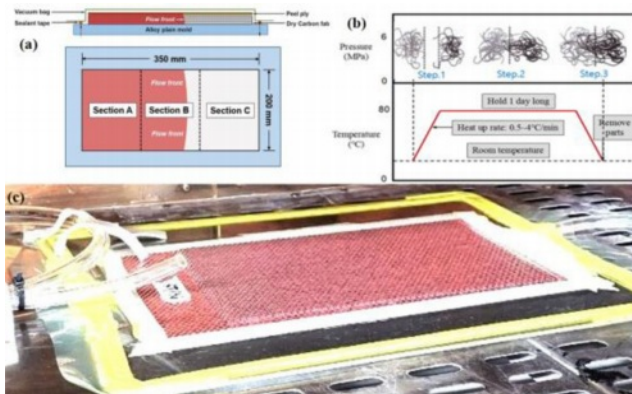 Vacuum bag
Sealant tape
Flow front
Peel ply
Dry Carbon fab
Alloy plain mold
(a)
350 mm
Flow front
Section A
Section B
Section C
Flow front
200 mm
(b)
6
Pressure
(MPa)
0
Step.1
Step.2
Step.3
80
Temperature
(°C)
0
Hold 1 day long
Heat up rate: 0.5~4°C/min
Room temperature
Remove
parts
(c)